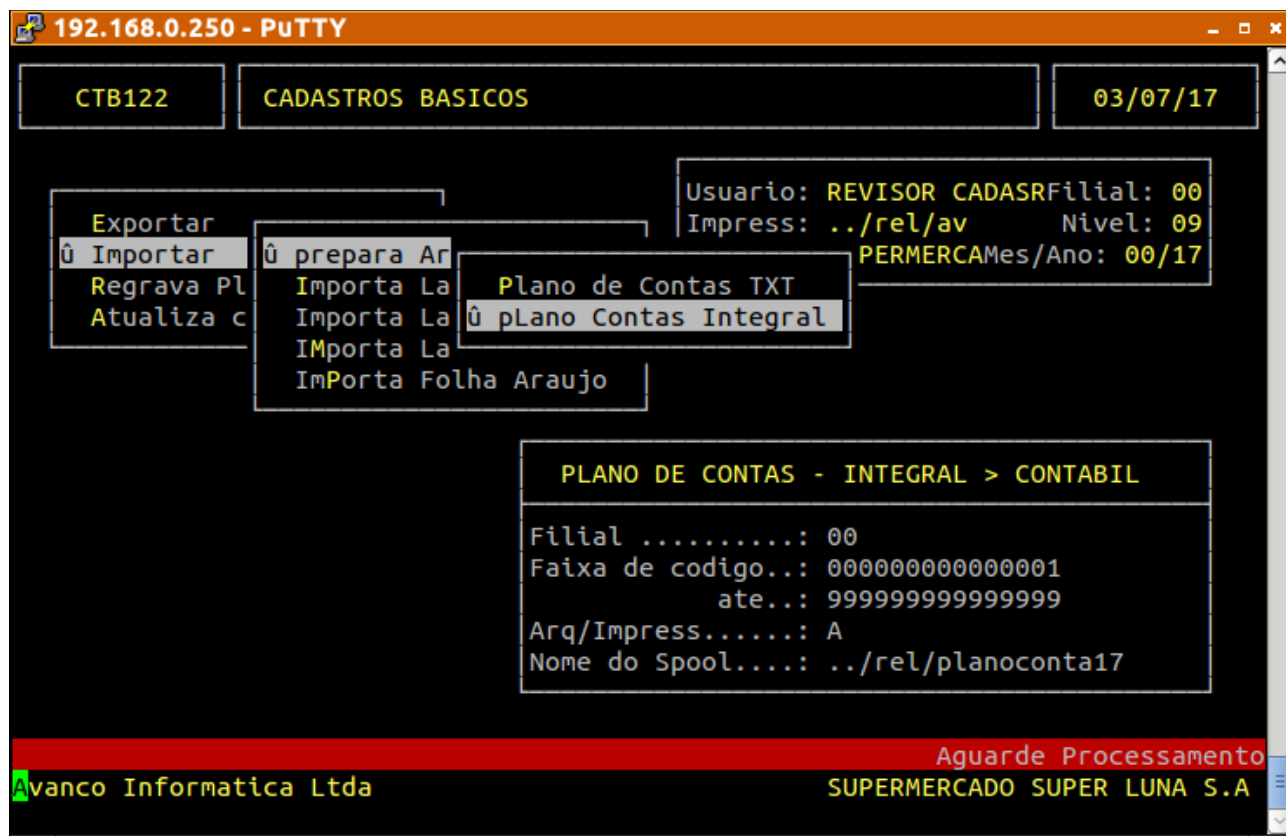 192.168.0.250 - PuTTY
CTB122 CADASTROS BASICOS 03/07/17
Usuario: REVISOR CADASRFilial: 00
Exportar Impress: ../rel/av Nivel: 09
û Importar û prepara Ar PERMERCAMes/Ano: 00/17
Regrava Pl Importa La Plano de Contas TXT
Atualiza c Importa La û pLano Contas Integral
IMporta La
ImPorta Folha Araujo
PLANO DE CONTAS - INTEGRAL > CONTABIL
Filial ..........: 00
Faixa de codigo..: 000000000000001
ate..: 999999999999999
Arq/Impress......: A
Nome do Spool....: ../rel/planoconta17
Aguarde Processamento
Avanco Informatica Ltda SUPERMERCADO SUPER LUNA S.A